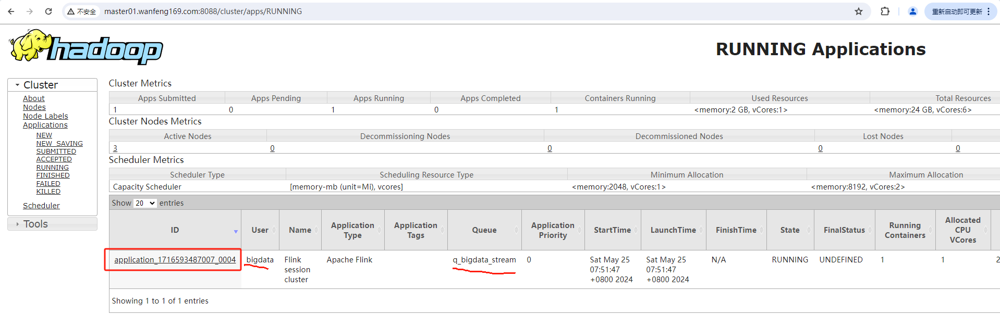 不安全 master01.wanfeng169.com:8088/cluster/apps/RUNNING 重新启动即可更新
hadoop
RUNNING Applications
Cluster
About
Nodes
Node Labels
Applications
NEW
NEW_SAVING
SUBMITTED
ACCEPTED
RUNNING
FINISHED
FAILED
KILLED
Scheduler
Tools
Cluster Metrics
Apps Submitted Apps Pending Apps Running Apps Completed Containers Running Used Resources Total Resources
1 0 1 0 1 <memory:2 GB, vCores:1> <memory:24 GB, vCores:6>
Cluster Nodes Metrics
Active Nodes Decommissioning Nodes Decommissioned Nodes Lost Nodes
3 0 0 0 0
Scheduler Metrics
Scheduler Type Scheduling Resource Type Minimum Allocation Maximum Allocation
Capacity Scheduler [memory-mb (unit=Mi), vcores] <memory:2048, vCores:1> <memory:8192, vCores:2>
Show 20 entries
ID User Name Application Type Application Tags Queue Application Priority StartTime LaunchTime FinishTime State FinalStatus Running Containers Allocated CPU VCores
application_1716593487007_0004 bigdata Flink Apache Flink q_bigdata_stream 0 Sat May 25 Sat May 25 N/A RUNNING UNDEFINED 1 1 2
session 07:51:47 07:51:47
cluster +0800 2024 +0800 2024
Showing 1 to 1 of 1 entries